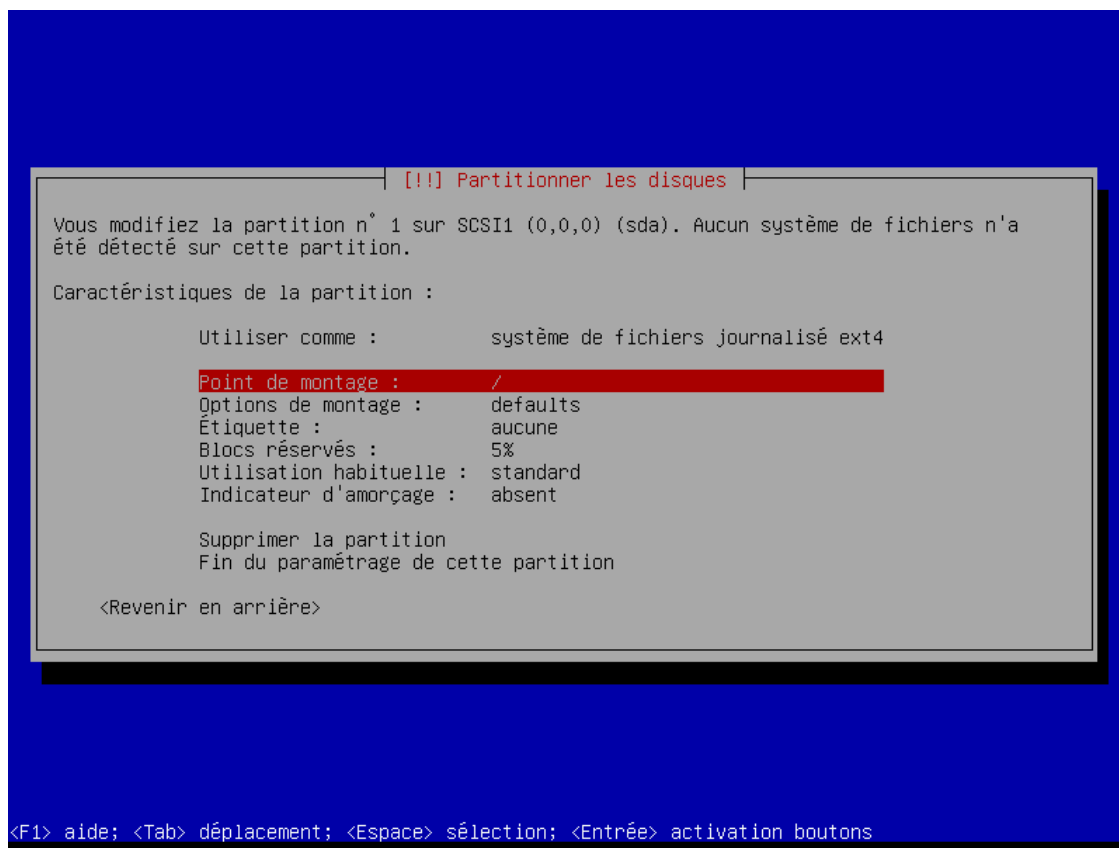 [!!] Partitionner les disques
Vous modifiez la partition n° 1 sur SCSI1 (0,0,0) (sda). Aucun système de fichiers n'a
été détecté sur cette partition.
Caractéristiques de la partition :
Utiliser comme : système de fichiers journalisé ext4
Point de montage : /
Options de montage : defaults
Étiquette : aucune
Blocs réservés : 5%
Utilisation habituelle : standard
Indicateur d'amorçage : absent
Supprimer la partition
Fin du paramétrage de cette partition
<Revenir en arrière>
<F1> aide; <Tab> déplacement; <Espace> sélection; <Entrée> activation boutons